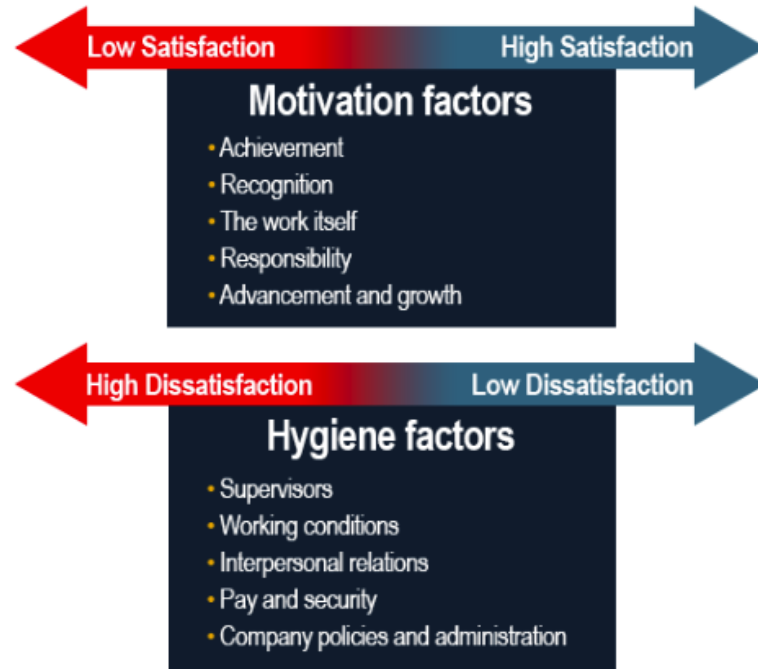 Low Satisfaction High Satisfaction
Motivation factors
• Achievement
• Recognition
• The work itself
• Responsibility
• Advancement and growth
High Dissatisfaction Low Dissatisfaction
Hygiene factors
• Supervisors
• Working conditions
• Interpersonal relations
• Pay and security
• Company policies and administration